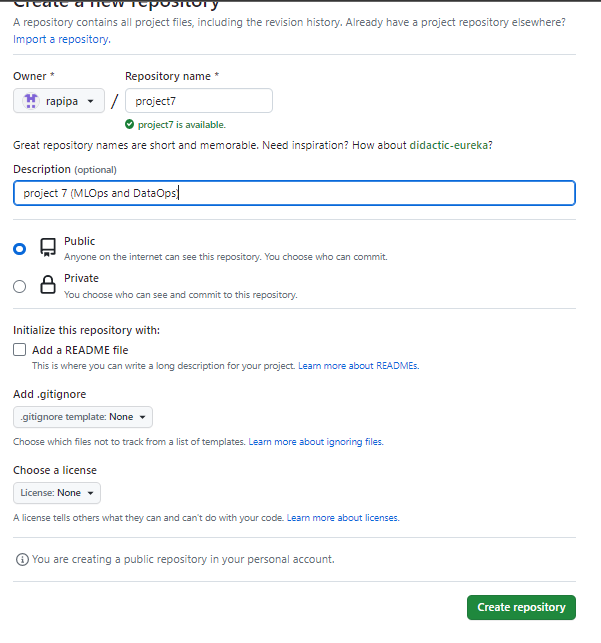 Create a new repository
A repository contains all project files, including the revision history. Already have a project repository elsewhere?
Import a repository.
Owner *
Repository name *
rapipa
/
project7
project7 is available.
Great repository names are short and memorable. Need inspiration? How about didactic-eureka?
Description (optional)
project 7 (MLOps and DataOps)
Public
Anyone on the internet can see this repository. You choose who can commit.
Private
You choose who can see and commit to this repository.
Initialize this repository with:
Add a README file
This is where you can write a long description for your project. Learn more about READMEs.
Add .gitignore
.gitignore template: None
Choose which files not to track from a list of templates. Learn more about ignoring files.
Choose a license
License: None
A license tells others what they can and can't do with your code. Learn more about licenses.
You are creating a public repository in your personal account.
Create repository